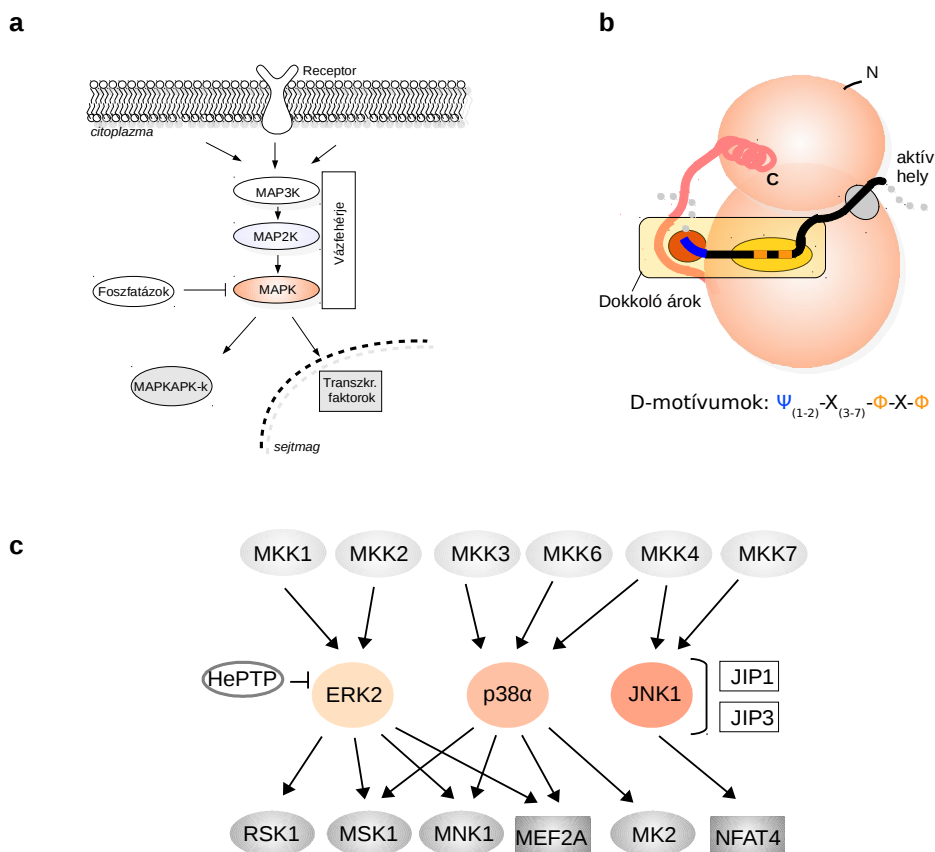 a
Receptor
citoplazma
MAP3K
MAP2K
MAPK
Vázfehérje
Foszfatázok
MAPKAPK-k
Transzkr.
faktorok
sejtmag
b
N
C
aktív
hely
Dokkoló árok
D-motívumok: Ψ(1-2)-X(3-7)-Φ-X-Φ
c
MKK1 MKK2 MKK3 MKK6 MKK4 MKK7
HePTP ERK2 p38α JNK1 JIP1
JIP3
RSK1 MSK1 MNK1 MEF2A MK2 NFAT4